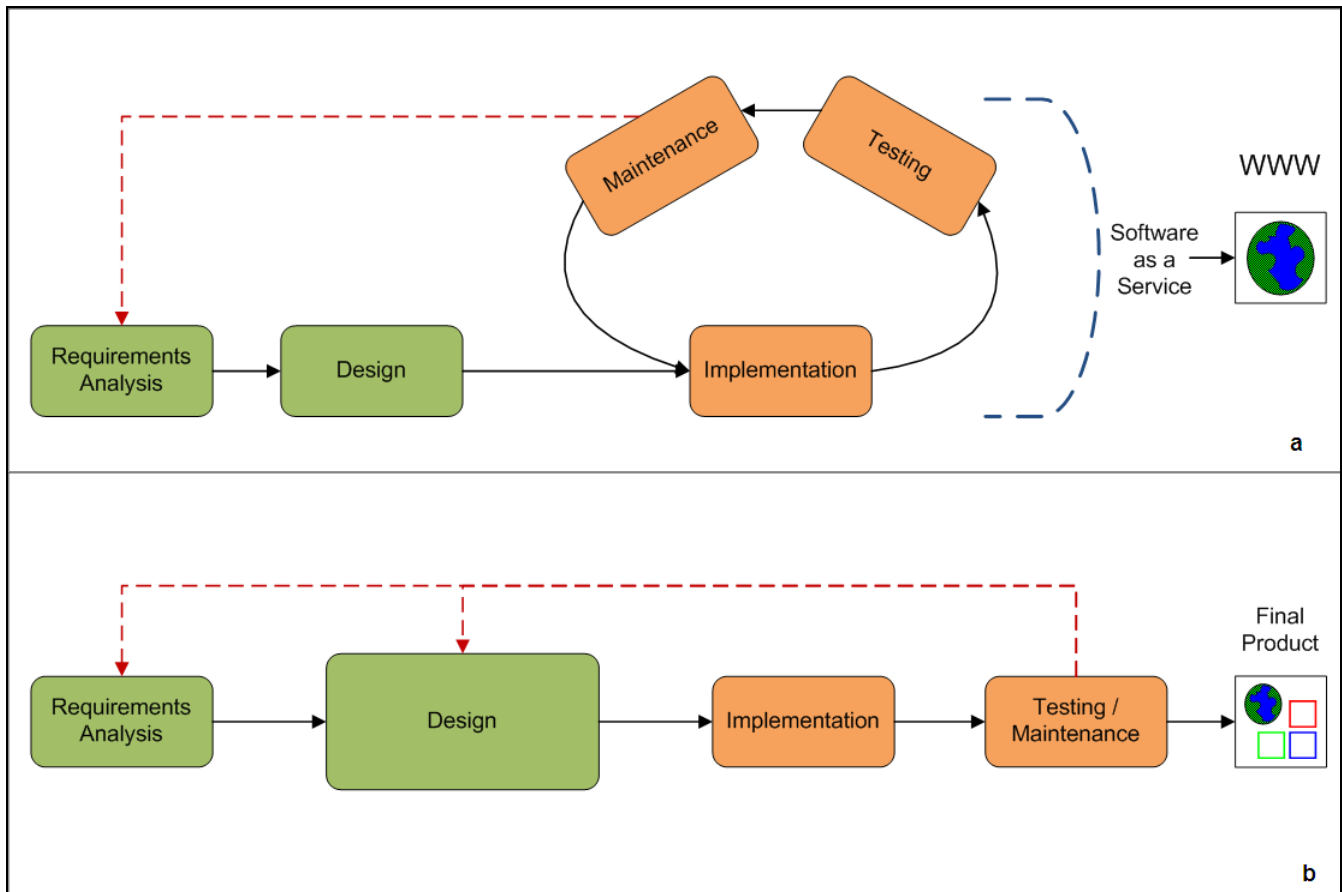 Maintenance
Testing
WWW
Software
as a
Service
Requirements
Analysis
Design
Implementation
a
Final
Product
Requirements
Analysis
Design
Implementation
Testing /
Maintenance
b